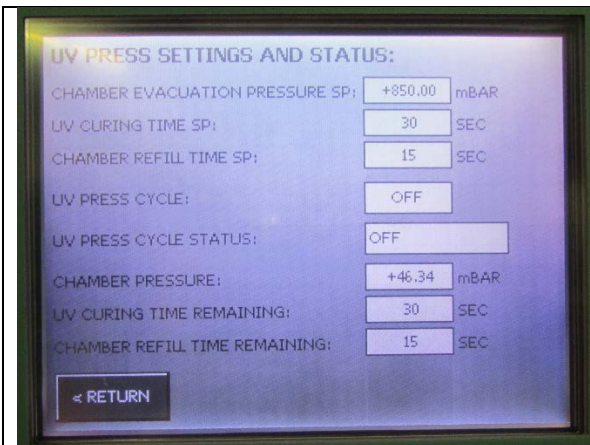 UV PRESS SETTINGS AND STATUS:
CHAMBER EVACUATION PRESSURE SP: +850.00 mBAR
UV CURING TIME SP: 30 SEC
CHAMBER REFILL TIME SP: 15 SEC
UV PRESS CYCLE: OFF
UV PRESS CYCLE STATUS: OFF
CHAMBER PRESSURE: +46.34 mBAR
UV CURING TIME REMAINING: 30 SEC
CHAMBER REFILL TIME REMAINING: 15 SEC
< RETURN